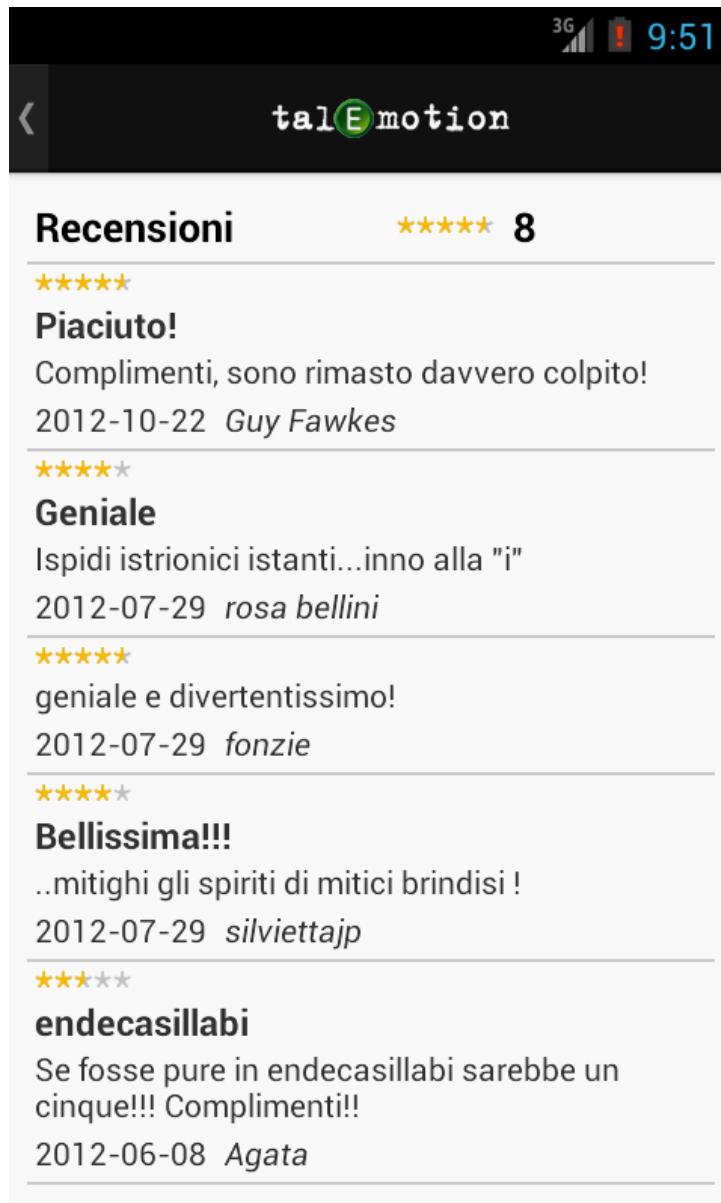 3G 9:51
talEmotion
Recensioni 8
Piaciuto!
Complimenti, sono rimasto davvero colpito!
2012-10-22 Guy Fawkes
Geniale
Ispidi istrionici istanti...inno alla "i"
2012-07-29 rosa bellini
geniale e divertentissimo!
2012-07-29 fonzie
Bellissima!!!
..mitighi gli spiriti di mitici brindisi !
2012-07-29 silviettajp
endecasillabi
Se fosse pure in endecasillabi sarebbe un
cinque!!! Complimenti!!
2012-06-08 Agata